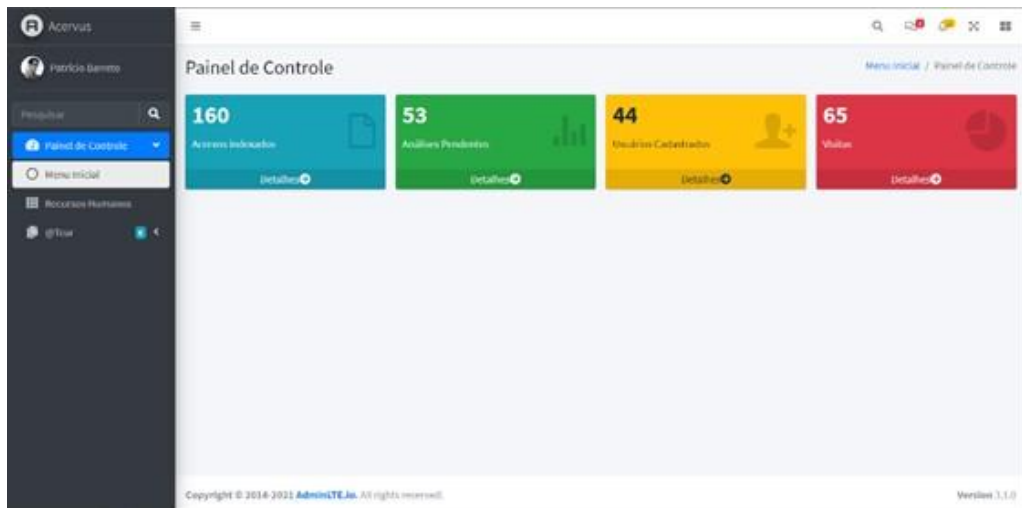 Acervus
Patrício Barreto
Pesquisar
Painel de Controle
Menu Inicial
Recursos Humanos
Painel de Controle
Menu Inicial / Painel de Controle
160
Acervos Indexados
Detalhes
53
Análises Pendentes
Detalhes
44
Usuários Cadastrados
Detalhes
65
Visitas
Detalhes
Copyright © 2014-2021 AdminLTE.io. All rights reserved.
Version 3.1.0